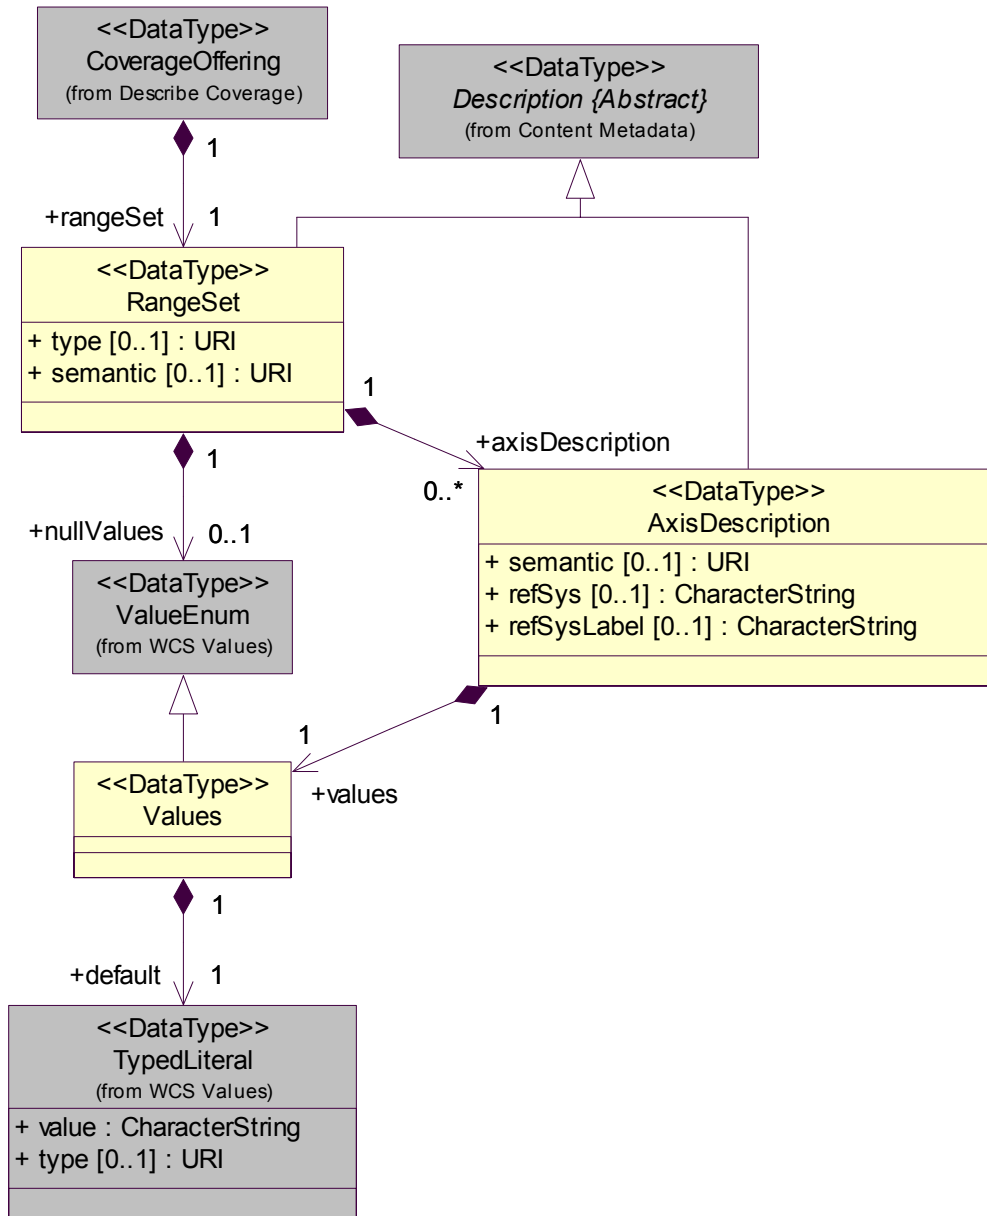 <<DataType>>
CoverageOffering
(from Describe Coverage)
<<DataType>>
Description {Abstract}
(from Content Metadata)
1
+rangeSet
1
<<DataType>>
RangeSet
+ type [0..1] : URI
+ semantic [0..1] : URI
1
+axisDescription
0..*
1
+nullValues
0..1
<<DataType>>
AxisDescription
+ semantic [0..1] : URI
+ refSys [0..1] : CharacterString
+ refSysLabel [0..1] : CharacterString
<<DataType>>
ValueEnum
(from WCS Values)
1
1
+values
<<DataType>>
Values
1
+default
1
<<DataType>>
TypedLiteral
(from WCS Values)
+ value : CharacterString
+ type [0..1] : URI